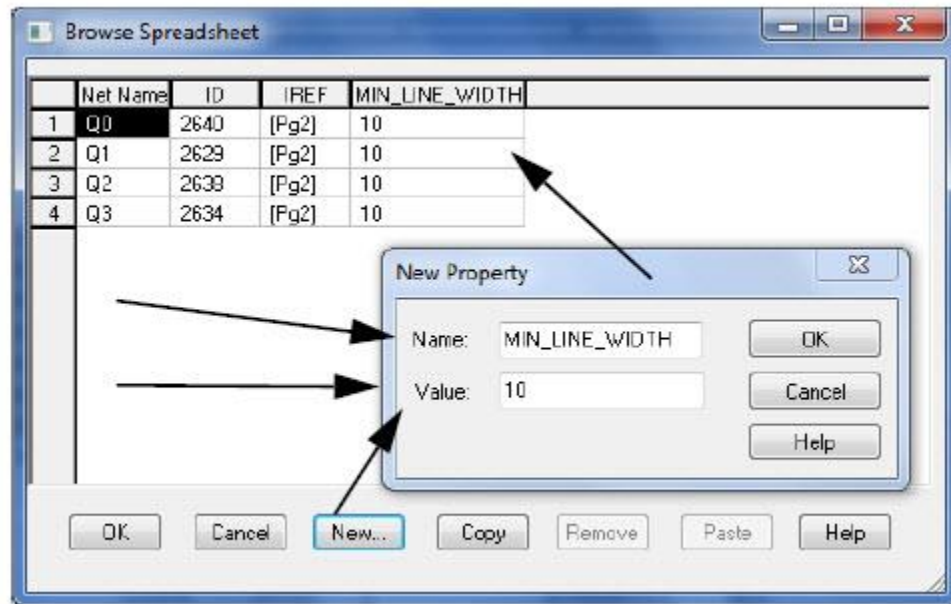 Browse Spreadsheet
Net Name ID IREF MIN_LINE_WIDTH
1 Q0 2640 [Pg2] 10
2 Q1 2629 [Pg2] 10
3 Q2 2638 [Pg2] 10
4 Q3 2634 [Pg2] 10
New Property
Name: MIN_LINE_WIDTH OK
Value: 10 Cancel
Help
OK Cancel New... Copy Remove Paste Help